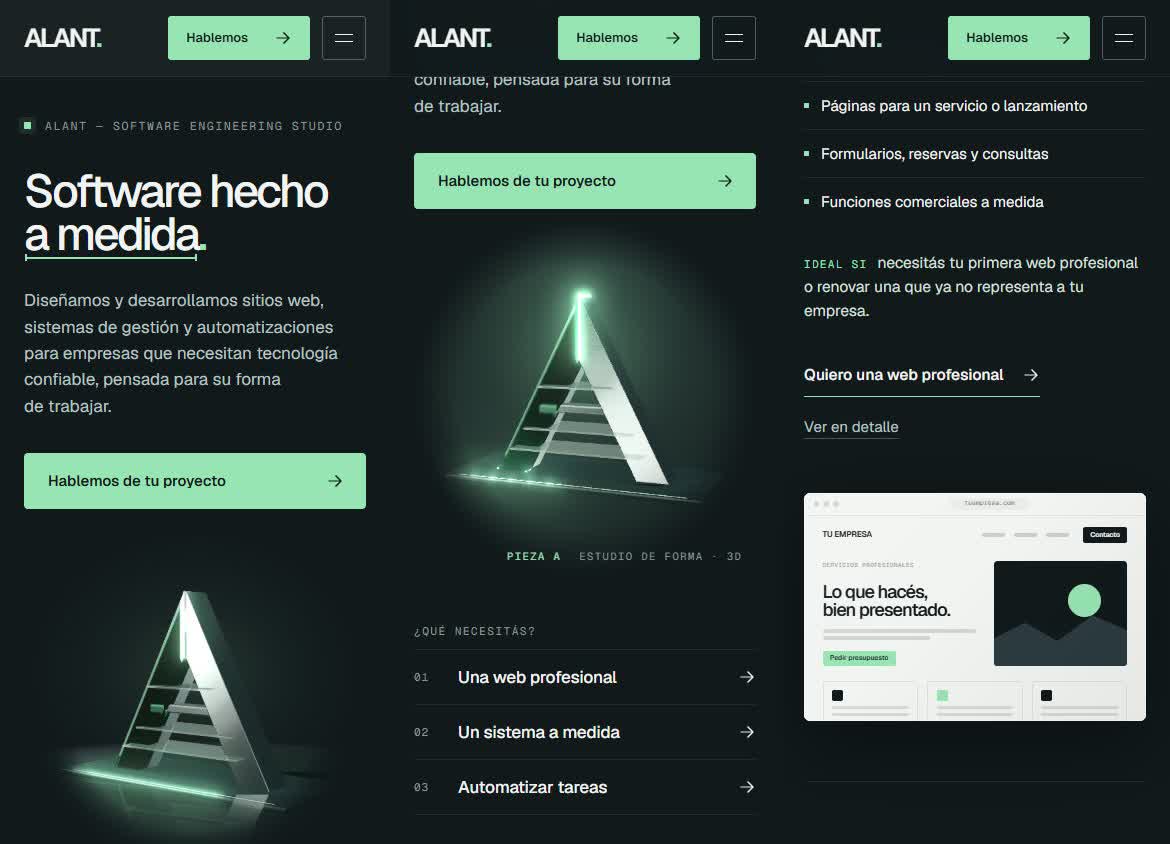 ALANT.
Hablemos
ALANT — SOFTWARE ENGINEERING STUDIO
Software hecho
a medida.
Diseñamos y desarrollamos sitios web,
sistemas de gestión y automatizaciones
para empresas que necesitan tecnología
confiable, pensada para su forma
de trabajar.
Hablemos de tu proyecto
ALANT.
Hablemos
confiable, pensada para su forma
de trabajar.
Hablemos de tu proyecto
PIEZA A ESTUDIO DE FORMA · 3D
¿QUÉ NECESITÁS?
01 Una web profesional
02 Un sistema a medida
03 Automatizar tareas
ALANT.
Hablemos
Páginas para un servicio o lanzamiento
Formularios, reservas y consultas
Funciones comerciales a medida
IDEAL SI necesitás tu primera web profesional
o renovar una que ya no representa a tu
empresa.
Quiero una web profesional
Ver en detalle
tuempresa.com
TU EMPRESA
Contacto
SERVICIOS PROFESIONALES
Lo que hacés,
bien presentado.
Pedir presupuesto